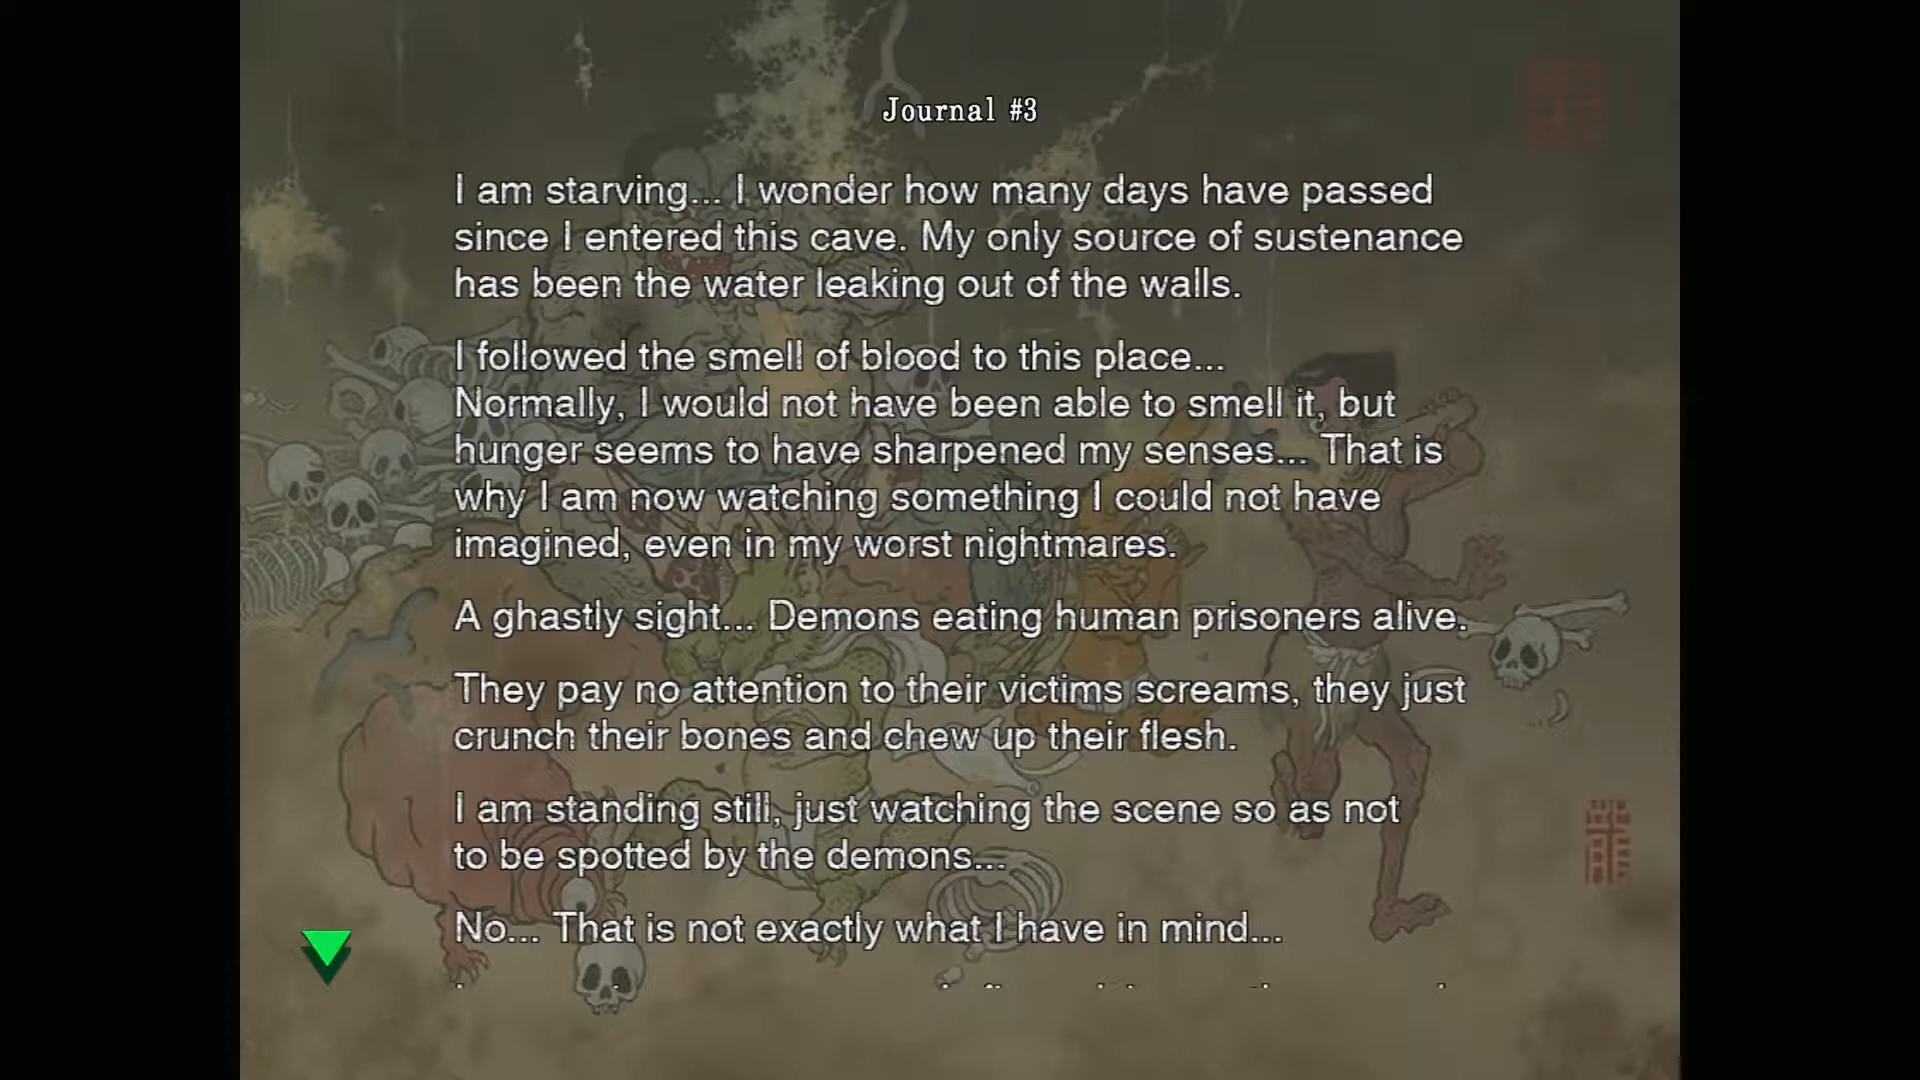 Journal #3
I am starving... I wonder how many days have passed
since I entered this cave. My only source of sustenance
has been the water leaking out of the walls.
I followed the smell of blood to this place...
Normally, I would not have been able to smell it, but
hunger seems to have sharpened my senses... That is
why I am now watching something I could not have
imagined, even in my worst nightmares.
A ghastly sight... Demons eating human prisoners alive.
They pay no attention to their victims screams, they just
crunch their bones and chew up their flesh.
I am standing still, just watching the scene so as not
to be spotted by the demons...
No... That is not exactly what I have in mind...